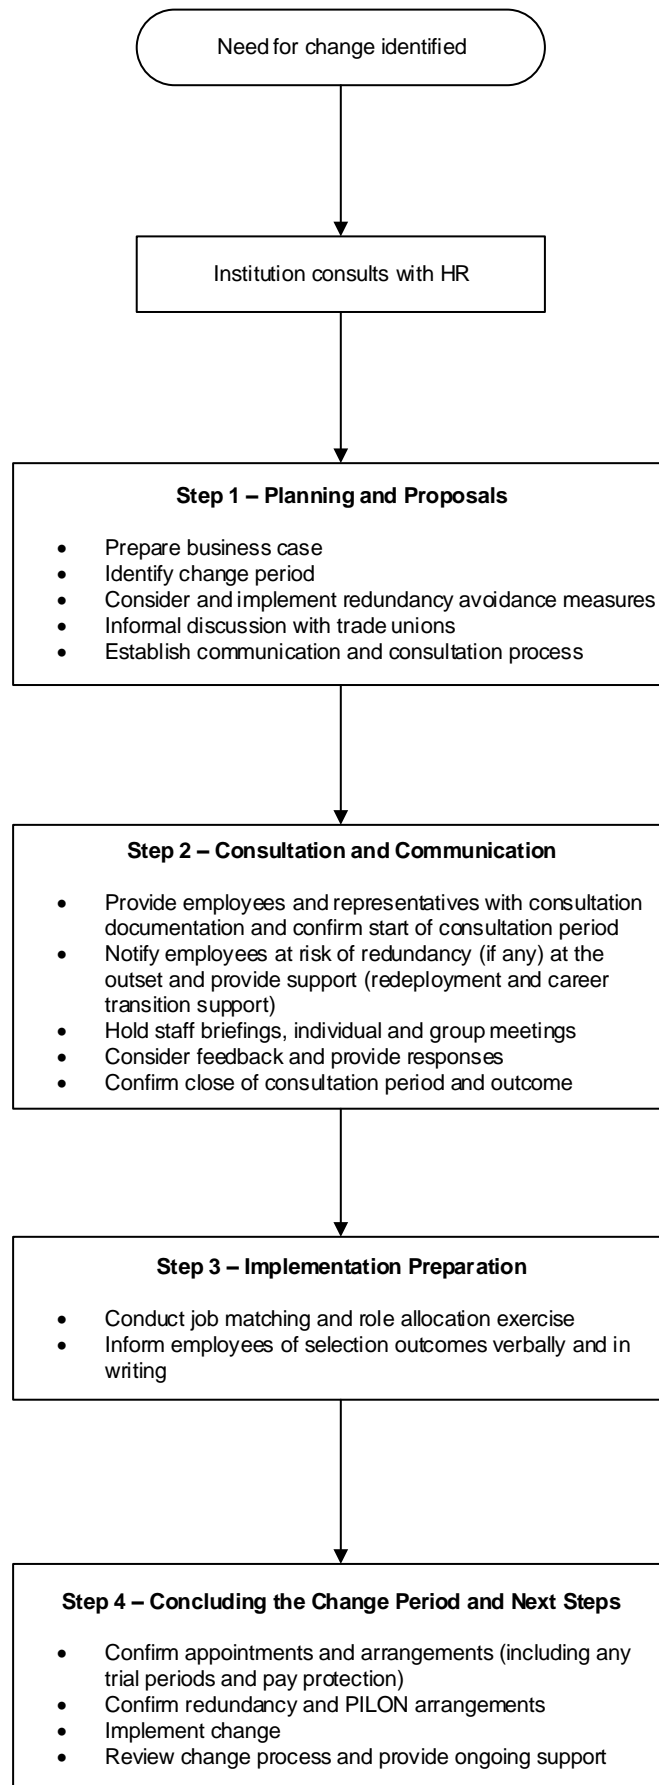 Need for change identified
Institution consults with HR
Step 1 – Planning and Proposals
• Prepare business case
• Identify change period
• Consider and implement redundancy avoidance measures
• Informal discussion with trade unions
• Establish communication and consultation process
Step 2 – Consultation and Communication
• Provide employees and representatives with consultation
documentation and confirm start of consultation period
• Notify employees at risk of redundancy (if any) at the
outset and provide support (redeployment and career
transition support)
• Hold staff briefings, individual and group meetings
• Consider feedback and provide responses
• Confirm close of consultation period and outcome
Step 3 – Implementation Preparation
• Conduct job matching and role allocation exercise
• Inform employees of selection outcomes verbally and in
writing
Step 4 – Concluding the Change Period and Next Steps
• Confirm appointments and arrangements (including any
trial periods and pay protection)
• Confirm redundancy and PILON arrangements
• Implement change
• Review change process and provide ongoing support